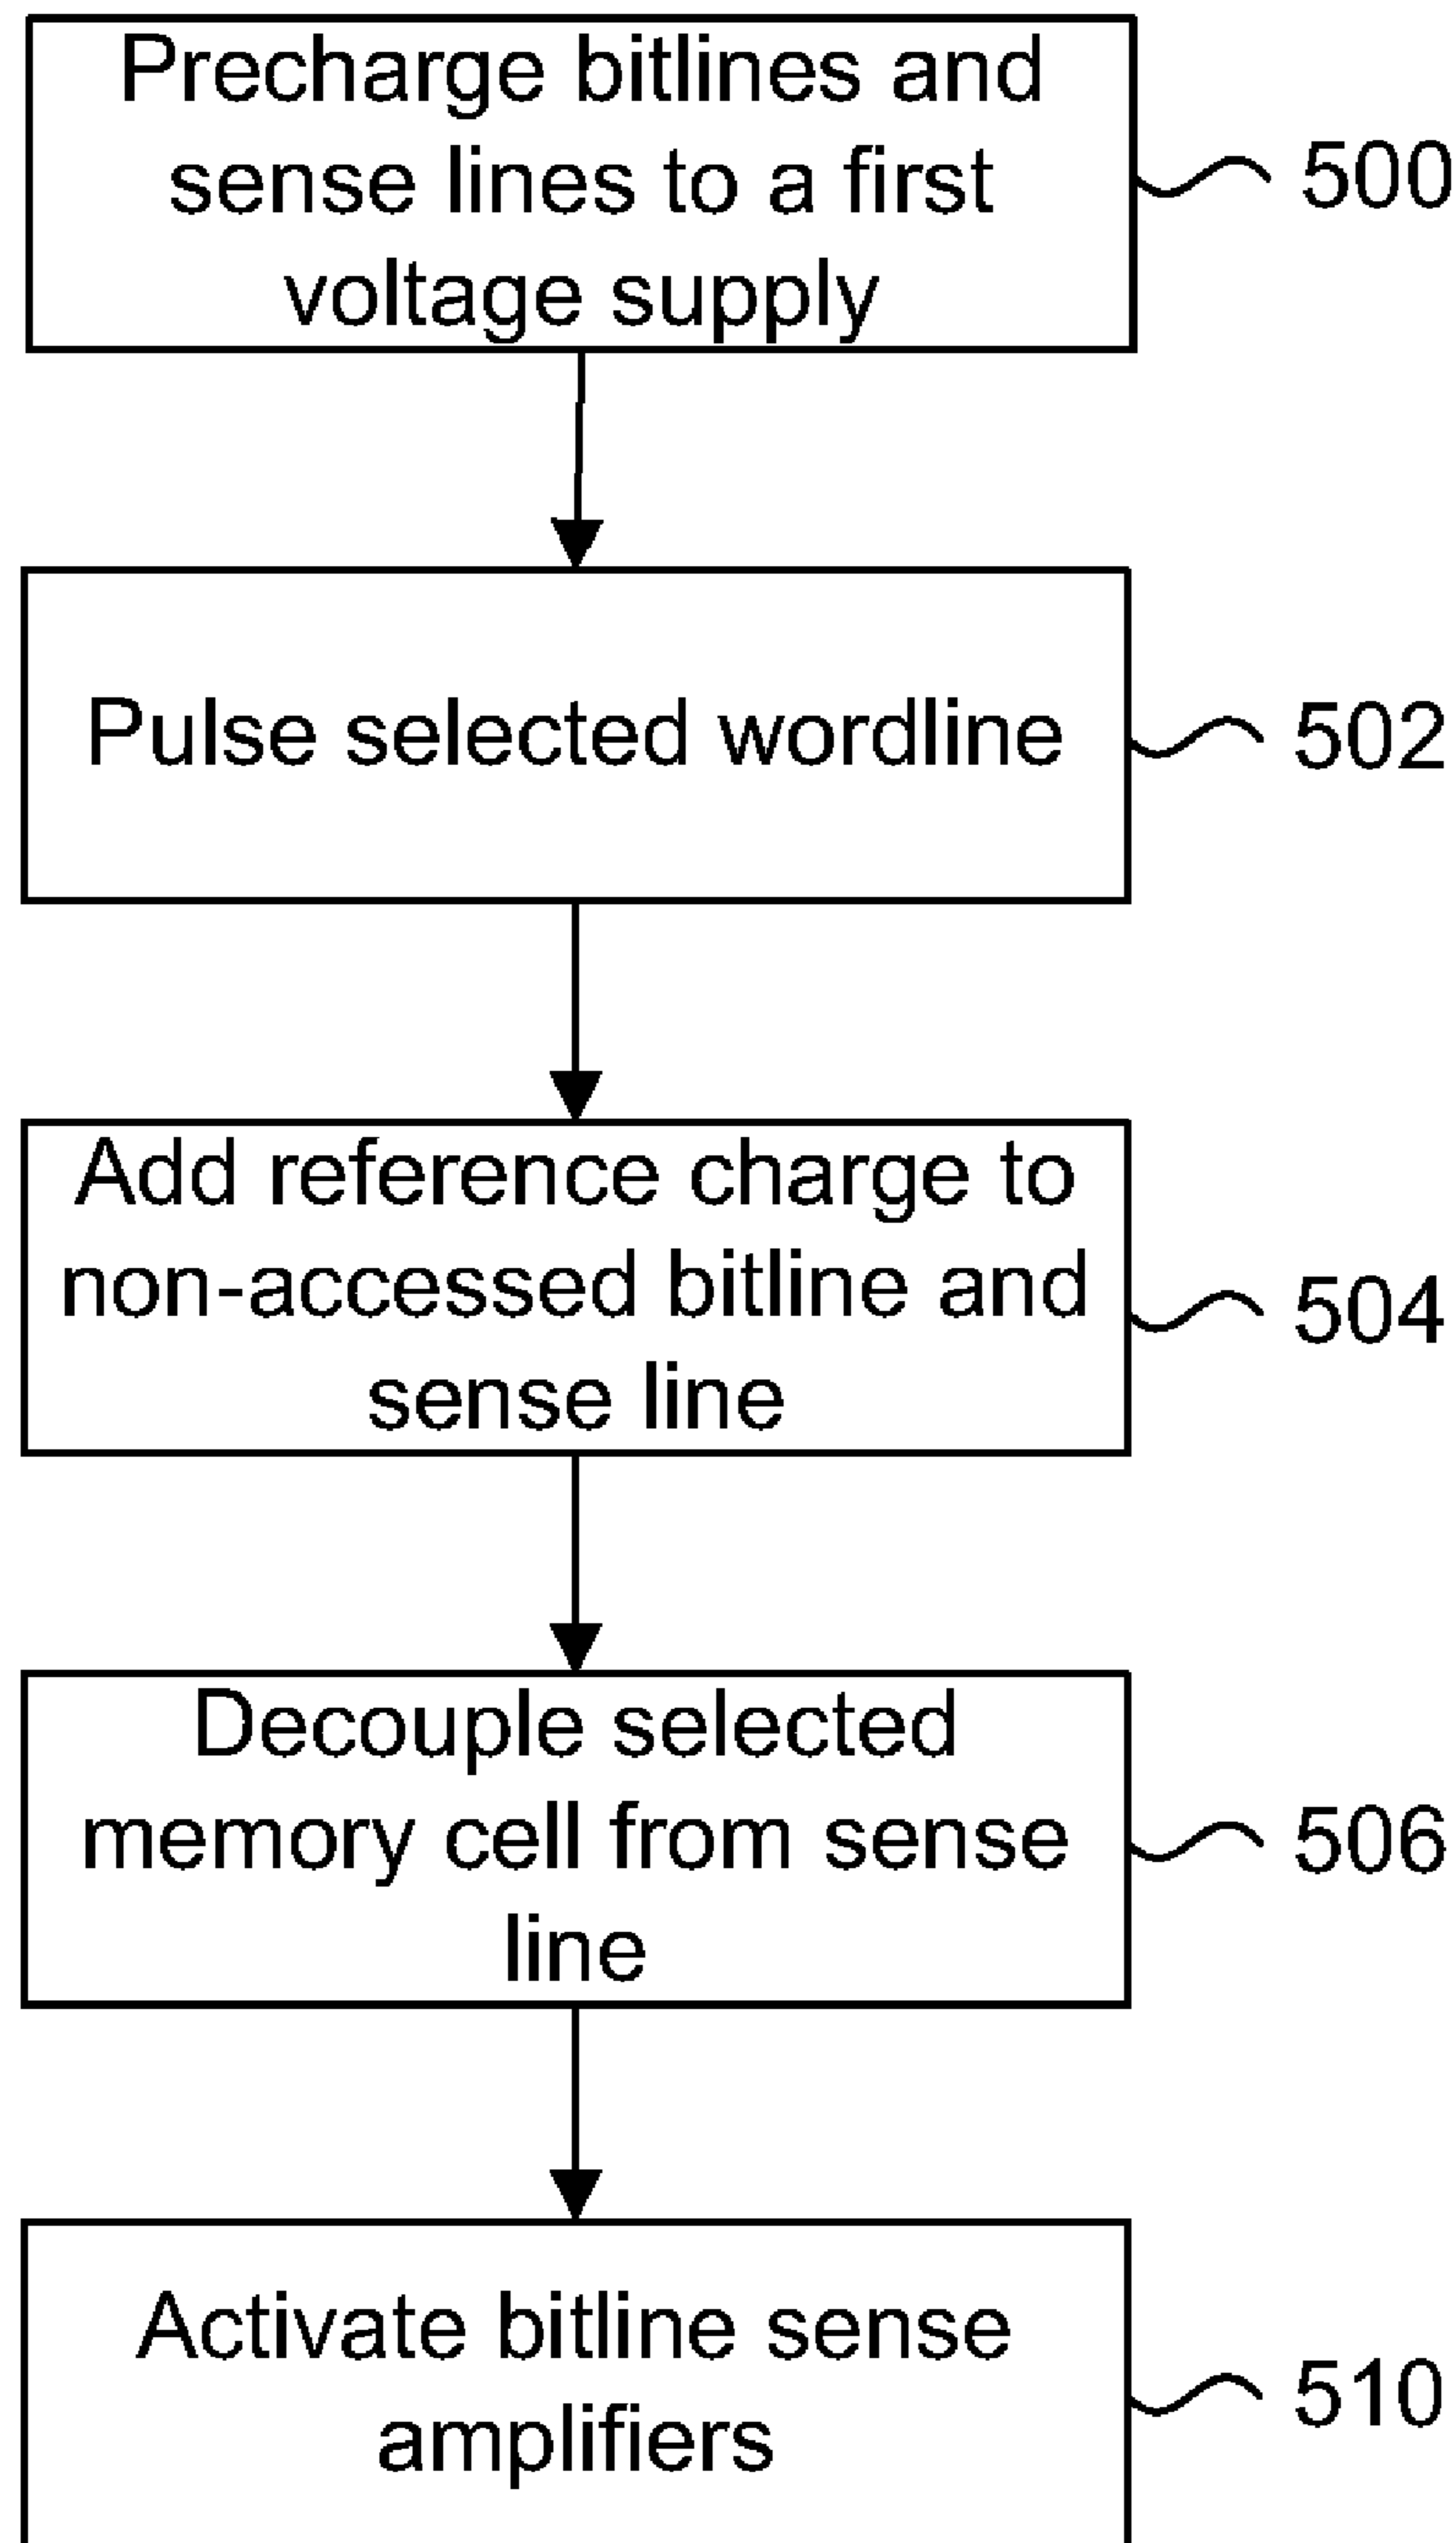 Precharge bitlines and
sense lines to a first
voltage supply
500
Pulse selected wordline
502
Add reference charge to
non-accessed bitline and
sense line
504
Decouple selected
memory cell from sense
line
506
Activate bitline sense
amplifiers
510